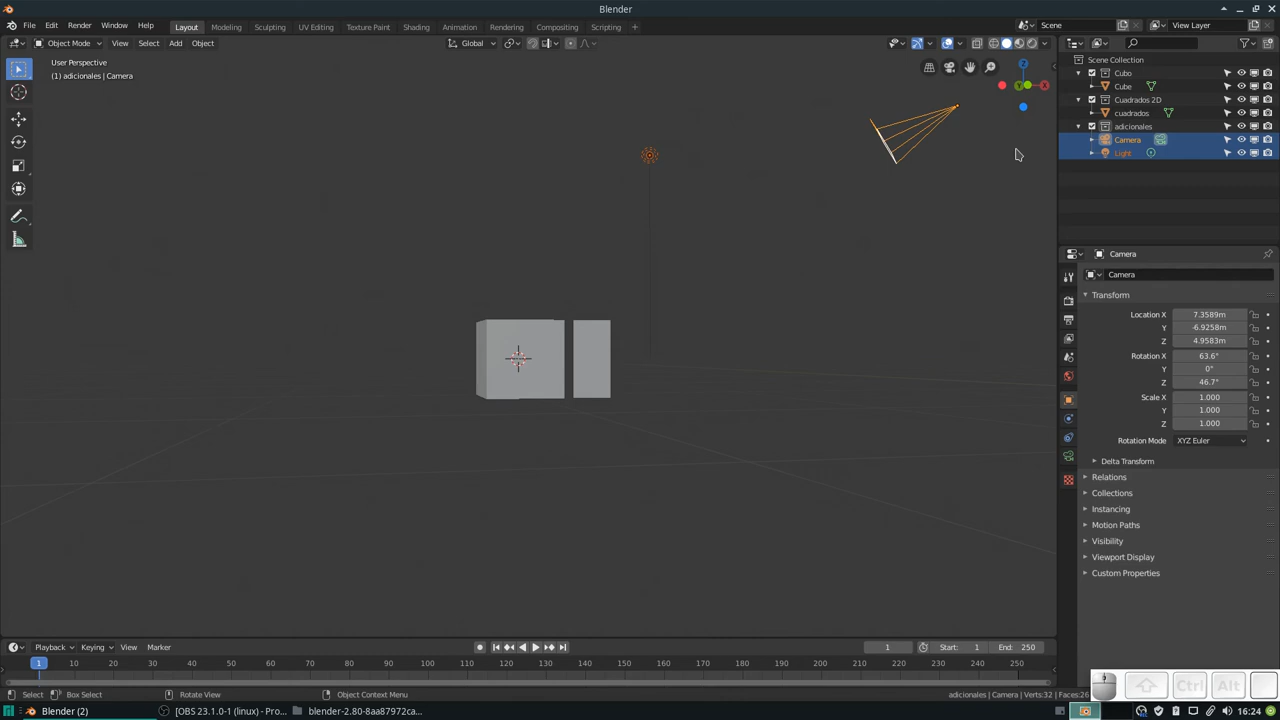 Blender
File Edit Render Window Help
Layout Modeling Sculpting UV Editing Texture Paint Shading Animation Rendering Compositing Scripting +
Scene View Layer
Object Mode View Select Add Object Global
User Perspective
(1) adicionales | Camera
Z
Y
X
Scene Collection
Cubo
Cube
Cuadrados 2D
cuadrados
adicionales
Camera
Light
Camera
Camera
Transform
Location X 7.3589m
Y -6.9258m
Z 4.9583m
Rotation X 63.6°
Y 0°
Z 46.7°
Scale X 1.000
Y 1.000
Z 1.000
Rotation Mode XYZ Euler
Delta Transform
Relations
Collections
Instancing
Motion Paths
Visibility
Viewport Display
Custom Properties
Playback Keying View Marker 1 Start: 1 End: 250
1 10 20 30 40 50 60 70 80 90 100 110 120 130 140 150 160 170 180 190 200 210 220 230 240 250
Select Box Select Rotate View Object Context Menu adicionales | Camera | Verts:32 | Faces:26
Ctrl Alt
Blender (2) [OBS 23.1.0-1 (linux) - Pro... blender-2.80-8aa87972ca... 16:24